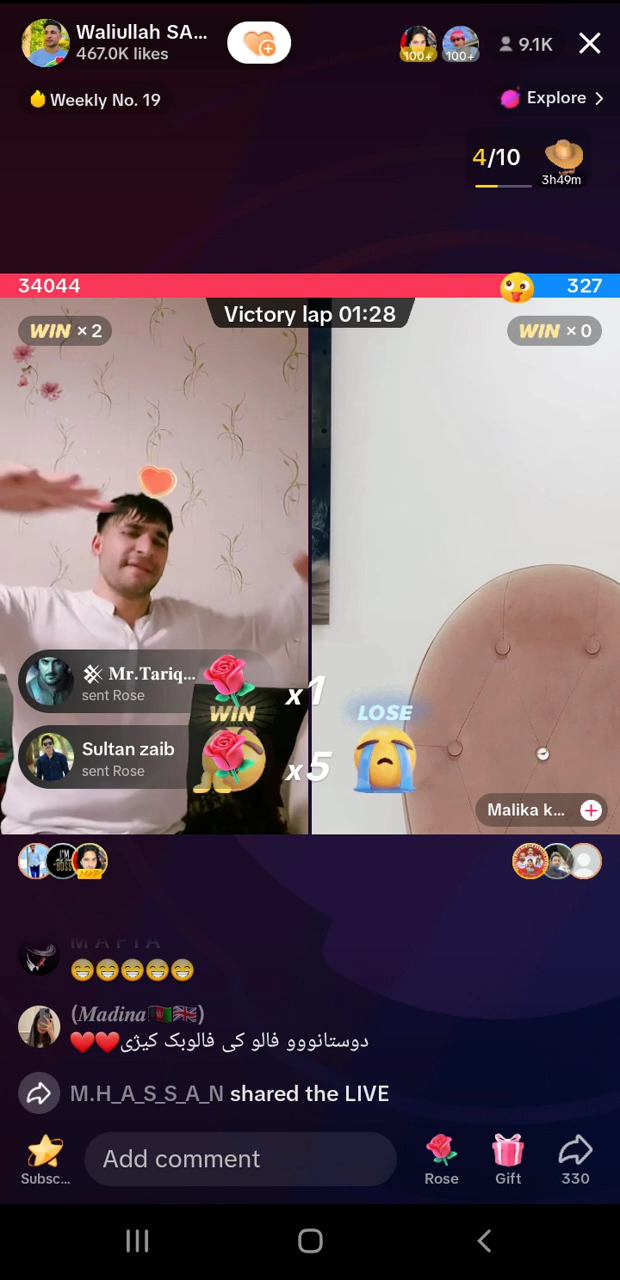 Waliullah SA...
467.0K likes
100+
100+
9.1K
Weekly No. 19
Explore
4/10
3h49m
34044
327
Victory lap 01:28
WIN × 2
WIN × 0
Mr.Tariq...
sent Rose
x1
WIN
LOSE
Sultan zaib
sent Rose
x5
Malika k...
I'M
BOSS
M A F I A
😁😁😁😁😁
(Madina🇦🇫🇬🇧)
دوستانووو فالو کی فالوبک کیژی❤️❤️
M.H_A_S_S_A_N shared the LIVE
Subsc...
Add comment
Rose
Gift
330